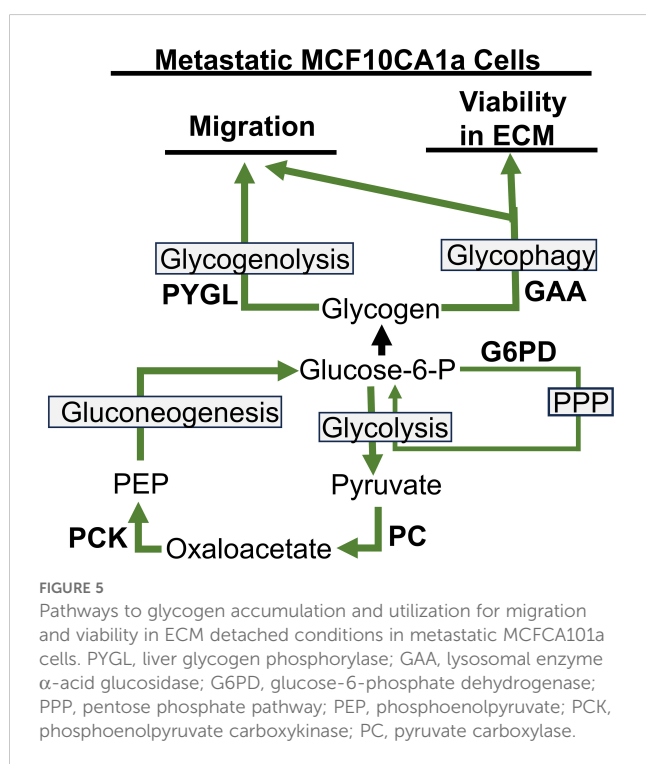 Metastatic MCF10CA1a Cells
Viability
in ECM
Migration
Glycogenolysis
Glycophagy
PYGL
GAA
Glycogen
G6PD
Glucose-6-P
PPP
Gluconeogenesis
Glycolysis
PEP
Pyruvate
PCK
PC
Oxaloacetate
FIGURE 5
Pathways to glycogen accumulation and utilization for migration
and viability in ECM detached conditions in metastatic MCFCA101a
cells. PYGL, liver glycogen phosphorylase; GAA, lysosomal enzyme
α-acid glucosidase; G6PD, glucose-6-phosphate dehydrogenase;
PPP, pentose phosphate pathway; PEP, phosphoenolpyruvate; PCK,
phosphoenolpyruvate carboxykinase; PC, pyruvate carboxylase.